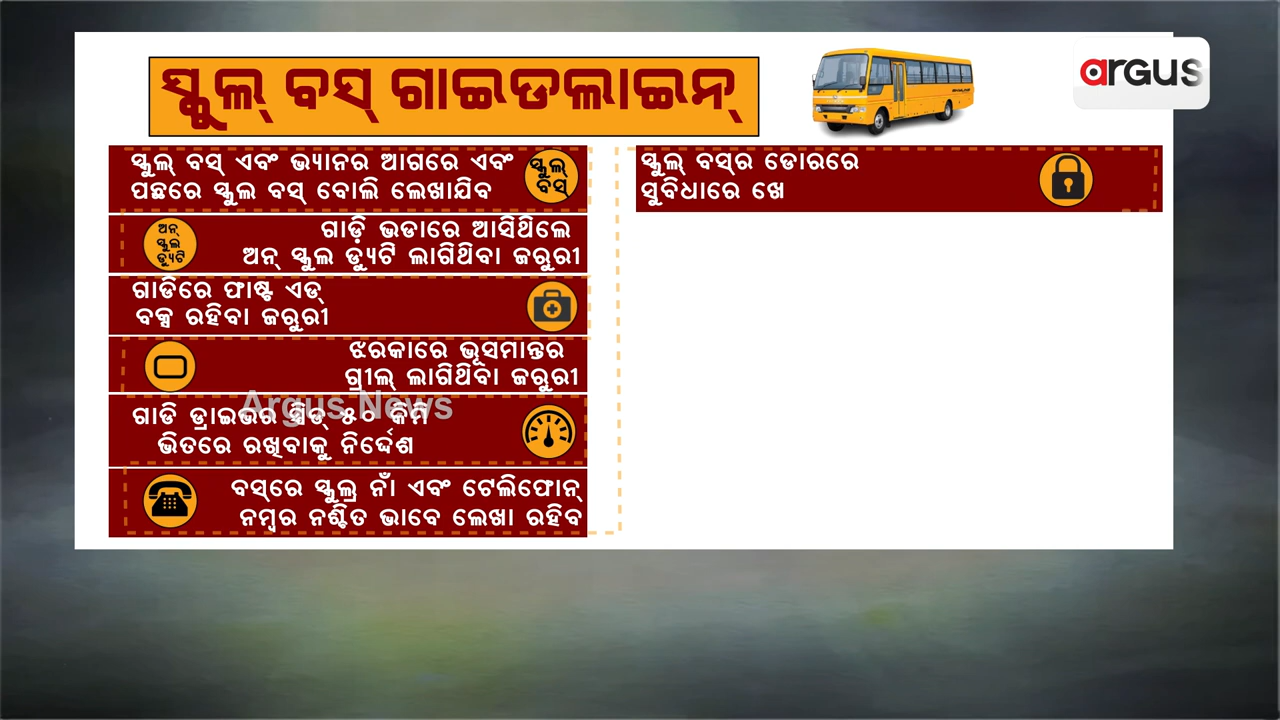 ସ୍କୁଲ୍ ବସ୍ ଗାଇଡଲାଇନ୍
argus
ସ୍କୁଲ୍ ବସ୍ ଏବଂ ଭ୍ୟାନର ଆଗରେ ଏବଂ
ପଛରେ ସ୍କୁଲ ବସ୍ ବୋଲି ଲେଖାଯିବ
ସ୍କୁଲ୍
ବସ୍
ଅନ୍
ସ୍କୁଲ
ଡ୍ୟୁଟି
ଗାଡ଼ି ଭଡାରେ ଆସିଥିଲେ
ଅନ୍ ସ୍କୁଲ ଡ୍ୟୁଟି ଲାଗିଥିବା ଜରୁରୀ
ଗାଡିରେ ଫାଷ୍ଟ ଏଡ୍
ବକ୍ସ ରହିବା ଜରୁରୀ
ଝରକାରେ ଭୂସମାନ୍ତର
ଗ୍ରୀଲ୍ ଲାଗିଥିବା ଜରୁରୀ
ଗାଡି ଡ୍ରାଇଭର ସ୍ପିଡ୍ ୫୦ କିମି
ଭିତରେ ରଖିବାକୁ ନିର୍ଦ୍ଦେଶ
Argus News
ବସ୍‌ରେ ସ୍କୁଲ୍ର ନାଁ ଏବଂ ଟେଲିଫୋନ୍
ନମ୍ବର ନଶ୍ଚିତ ଭାବେ ଲେଖା ରହିବ
ସ୍କୁଲ୍ ବସ୍‌ର ଡୋରରେ
ସୁବିଧାରେ ଖେ